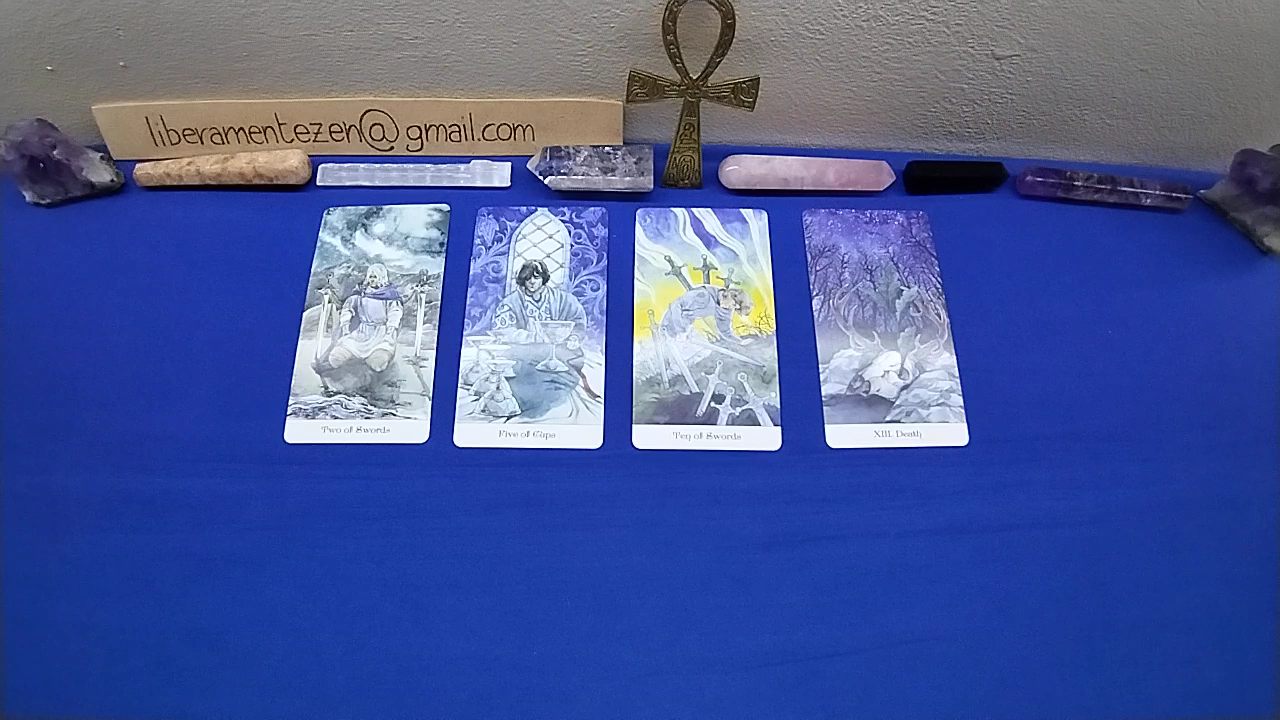 liberamentezen@gmail.com
Two of Swords
Five of Cups
Ten of Swords
XIII. Death